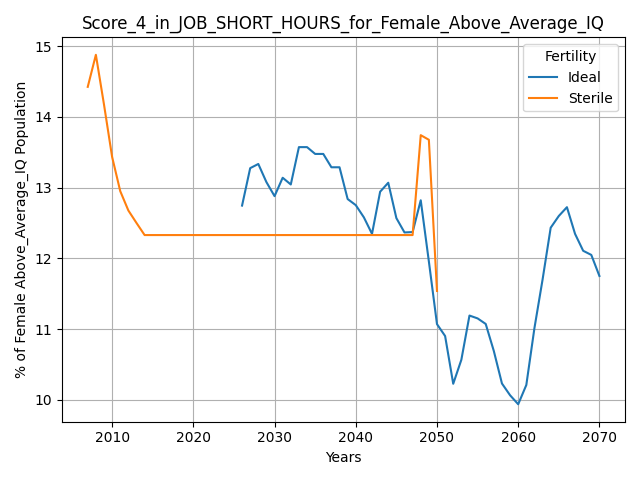 Score_4_in_JOB_SHORT_HOURS_for_Female_Above_Average_IQ
% of Female Above_Average_IQ Population
15
14
13
12
11
10
Fertility
Ideal
Sterile
2010 2020 2030 2040 2050 2060 2070
Years